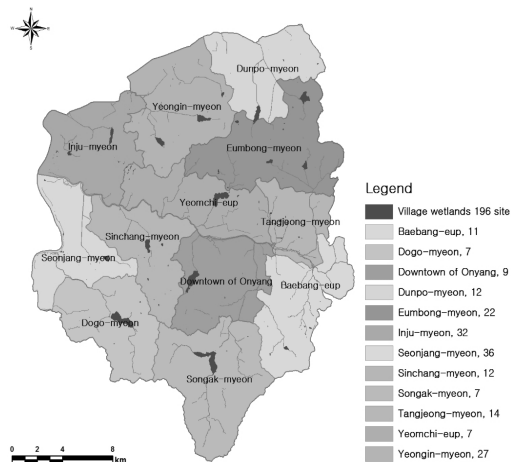 N
W
E
S
Dunpo-myeon
Yeongin-myeon
Inju-myeon
Eumbong-myeon
Yeomchi-eup
Tangjeong-myeon
Sinchang-myeon
Seonjang-myeon
Downtown of Onyang
Baebang-eup
Dogo-myeon
Songak-myeon
0 2 4 8
km
Legend
Village wetlands 196 site
Baebang-eup, 11
Dogo-myeon, 7
Downtown of Onyang, 9
Dunpo-myeon, 12
Eumbong-myeon, 22
Inju-myeon, 32
Seonjang-myeon, 36
Sinchang-myeon, 12
Songak-myeon, 7
Tangjeong-myeon, 14
Yeomchi-eup, 7
Yeongin-myeon, 27